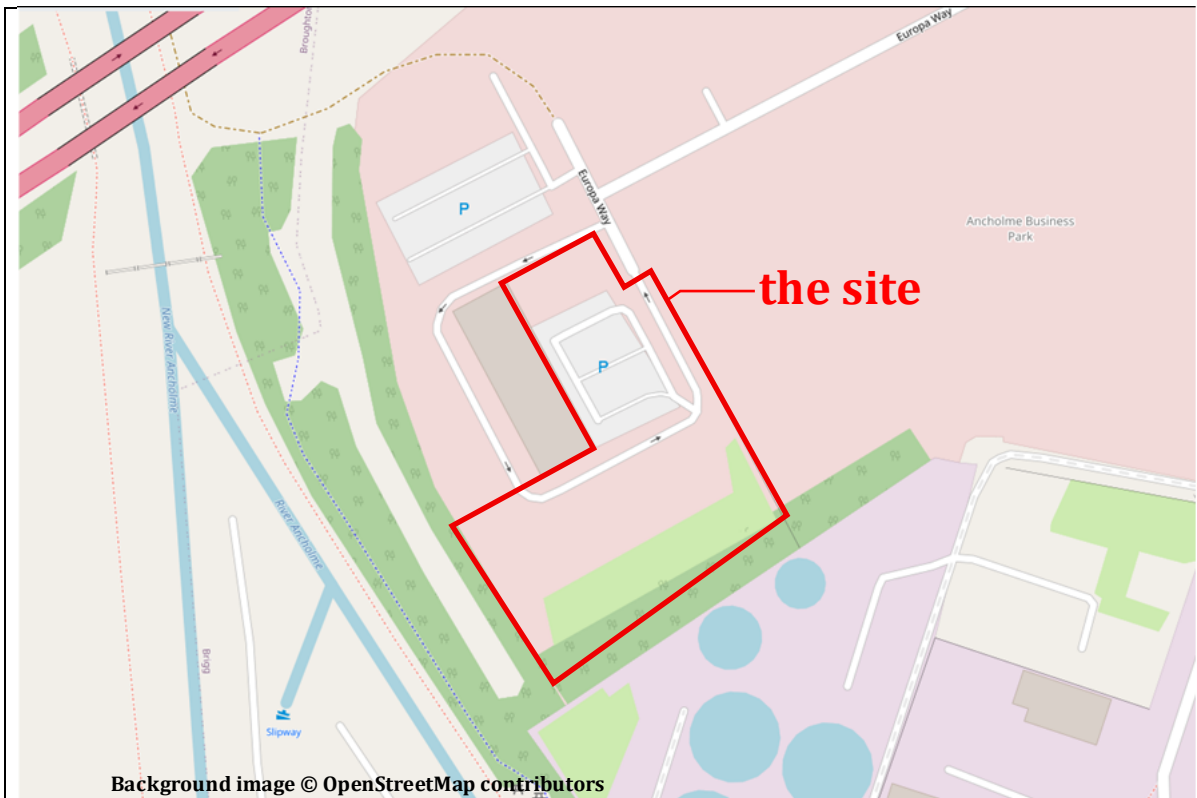 Broughto
Europa Way
P
Europa Way
Ancholme Business
Park
the site
New River Ancholme
P
River Ancholme
Brigg
Slipway
Background image © OpenStreetMap contributors